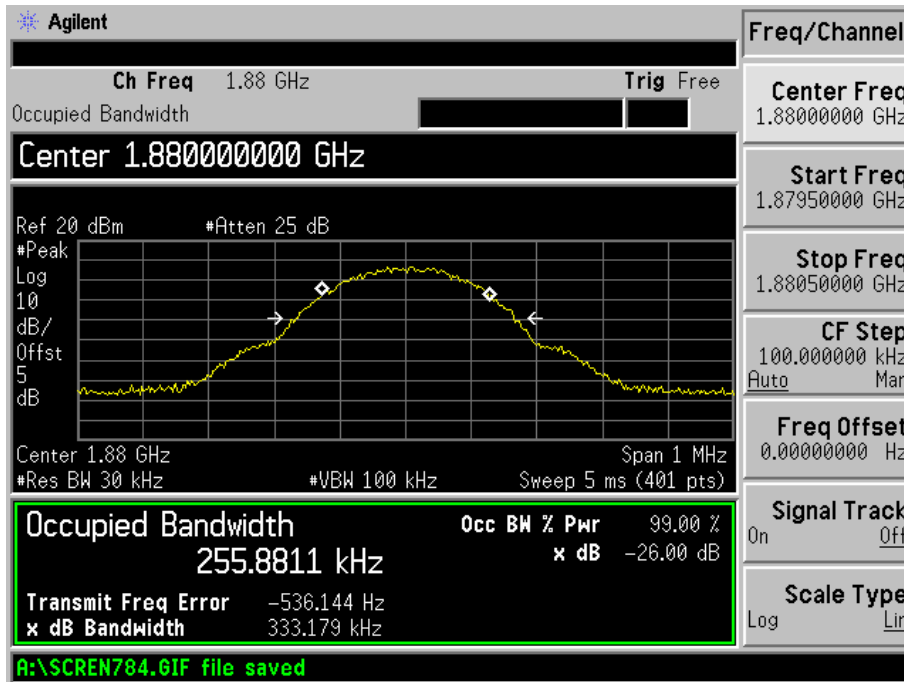 Agilent
Freq/Channel
Ch Freq 1.88 GHz Trig Free
Occupied Bandwidth
Center 1.880000000 GHz
Ref 20 dBm #Atten 25 dB
#Peak
Log
10
dB/
Offst
5
dB
Center 1.88 GHz Span 1 MHz
#Res BW 30 kHz #VBW 100 kHz Sweep 5 ms (401 pts)
Occupied Bandwidth Occ BW % Pwr 99.00 %
255.8811 kHz x dB -26.00 dB
Transmit Freq Error -536.144 Hz
x dB Bandwidth 333.179 kHz
A:\SCREN784.GIF file saved
Center Freq
1.88000000 GHz
Start Freq
1.87950000 GHz
Stop Freq
1.88050000 GHz
CF Step
100.000000 kHz
Auto Man
Freq Offset
0.00000000 Hz
Signal Track
On Off
Scale Type
Log Lin